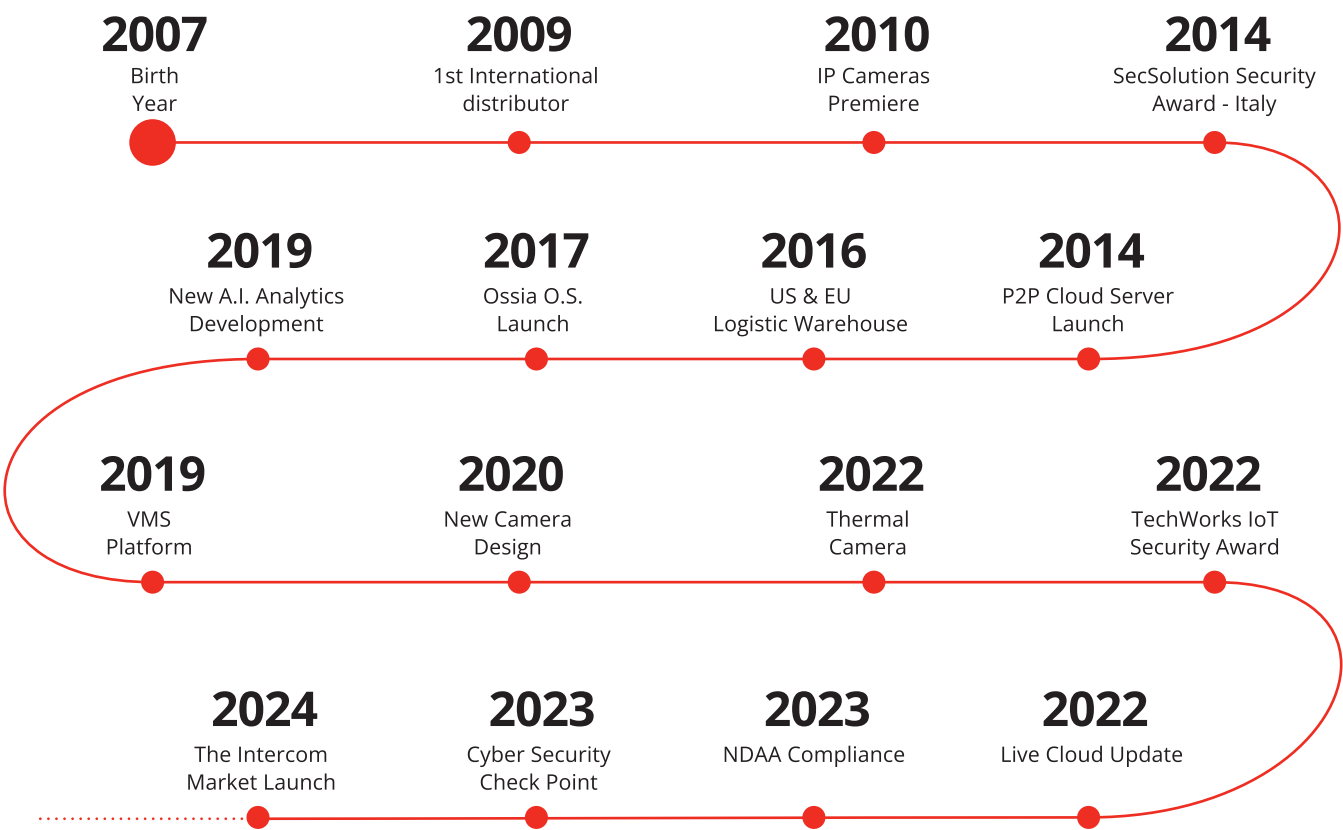 2007
Birth
Year
2009
1st International
distributor
2010
IP Cameras
Premiere
2014
SecSolution Security
Award - Italy
2014
P2P Cloud Server
Launch
2016
US & EU
Logistic Warehouse
2017
Ossia O.S.
Launch
2019
New A.I. Analytics
Development
2019
VMS
Platform
2020
New Camera
Design
2022
Thermal
Camera
2022
TechWorks IoT
Security Award
2022
Live Cloud Update
2023
NDAA Compliance
2023
Cyber Security
Check Point
2024
The Intercom
Market Launch